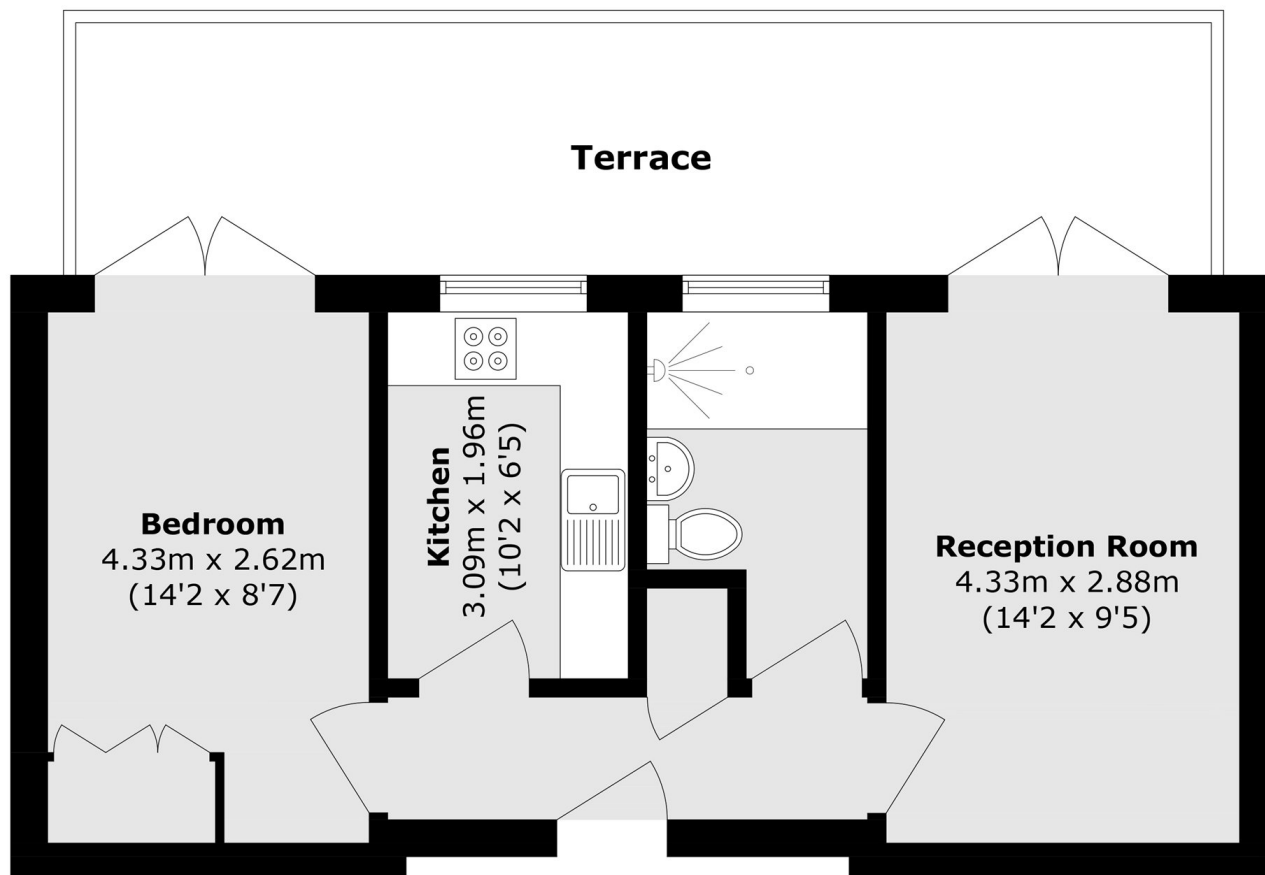 Terrace
Bedroom
4.33m x 2.62m
(14'2 x 8'7)
Kitchen
3.09m x 1.96m
(10'2 x 6'5)
Reception Room
4.33m x 2.88m
(14'2 x 9'5)